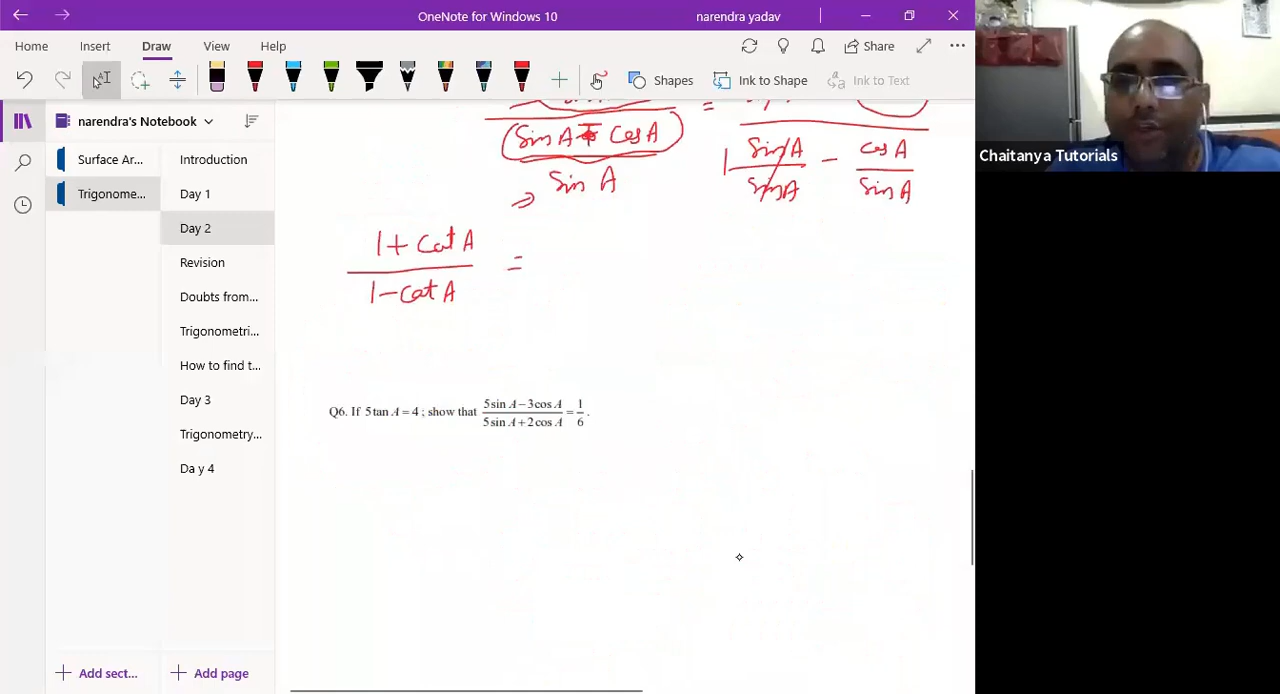 OneNote for Windows 10
narendra yadav
Home Insert Draw View Help
Share
Shapes
Ink to Shape
Ink to Text
narendra's Notebook
Surface Ar...
Trigonome...
Introduction
Day 1
Day 2
Revision
Doubts from...
Trigonometri...
How to find t...
Day 3
Trigonometry...
Da y 4
Add sect...
Add page
=
(Sin A - Cos A)
Sin A
⇒
1 Sin A / Sin A - Cos A / Sin A
1 + Cot A
=
1 - Cot A
Q6. If 5 tan A = 4 ; show that (5 sin A − 3 cos A)/(5 sin A + 2 cos A) = 1/6 .
Chaitanya Tutorials